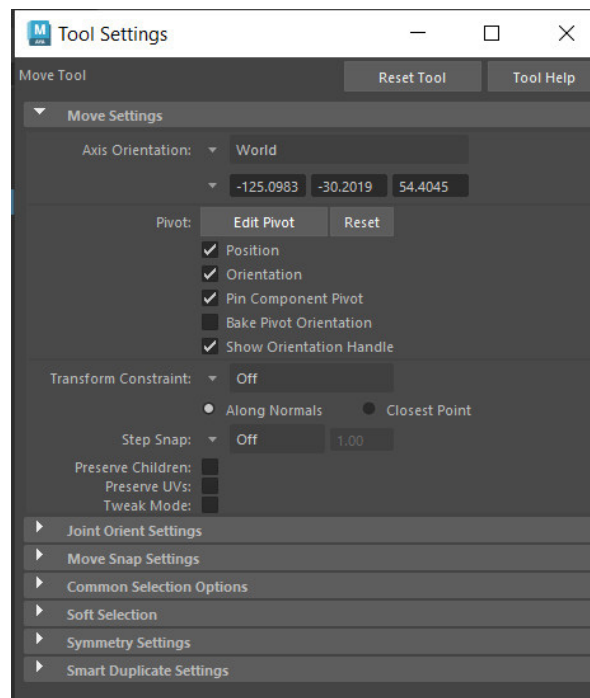 Tool Settings
Move Tool Reset Tool Tool Help
Move Settings
Axis Orientation: World
-125.0983 -30.2019 54.4045
Pivot: Edit Pivot Reset
Position
Orientation
Pin Component Pivot
Bake Pivot Orientation
Show Orientation Handle
Transform Constraint: Off
Along Normals Closest Point
Step Snap: Off 1.00
Preserve Children:
Preserve UVs:
Tweak Mode:
Joint Orient Settings
Move Snap Settings
Common Selection Options
Soft Selection
Symmetry Settings
Smart Duplicate Settings